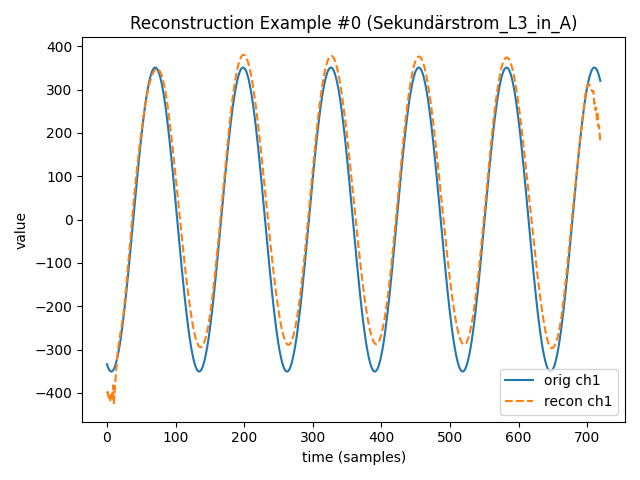 Reconstruction Example #0 (Sekundärstrom_L3_in_A)
value
400
300
200
100
0
−100
−200
−300
−400
0 100 200 300 400 500 600 700
time (samples)
orig ch1
recon ch1